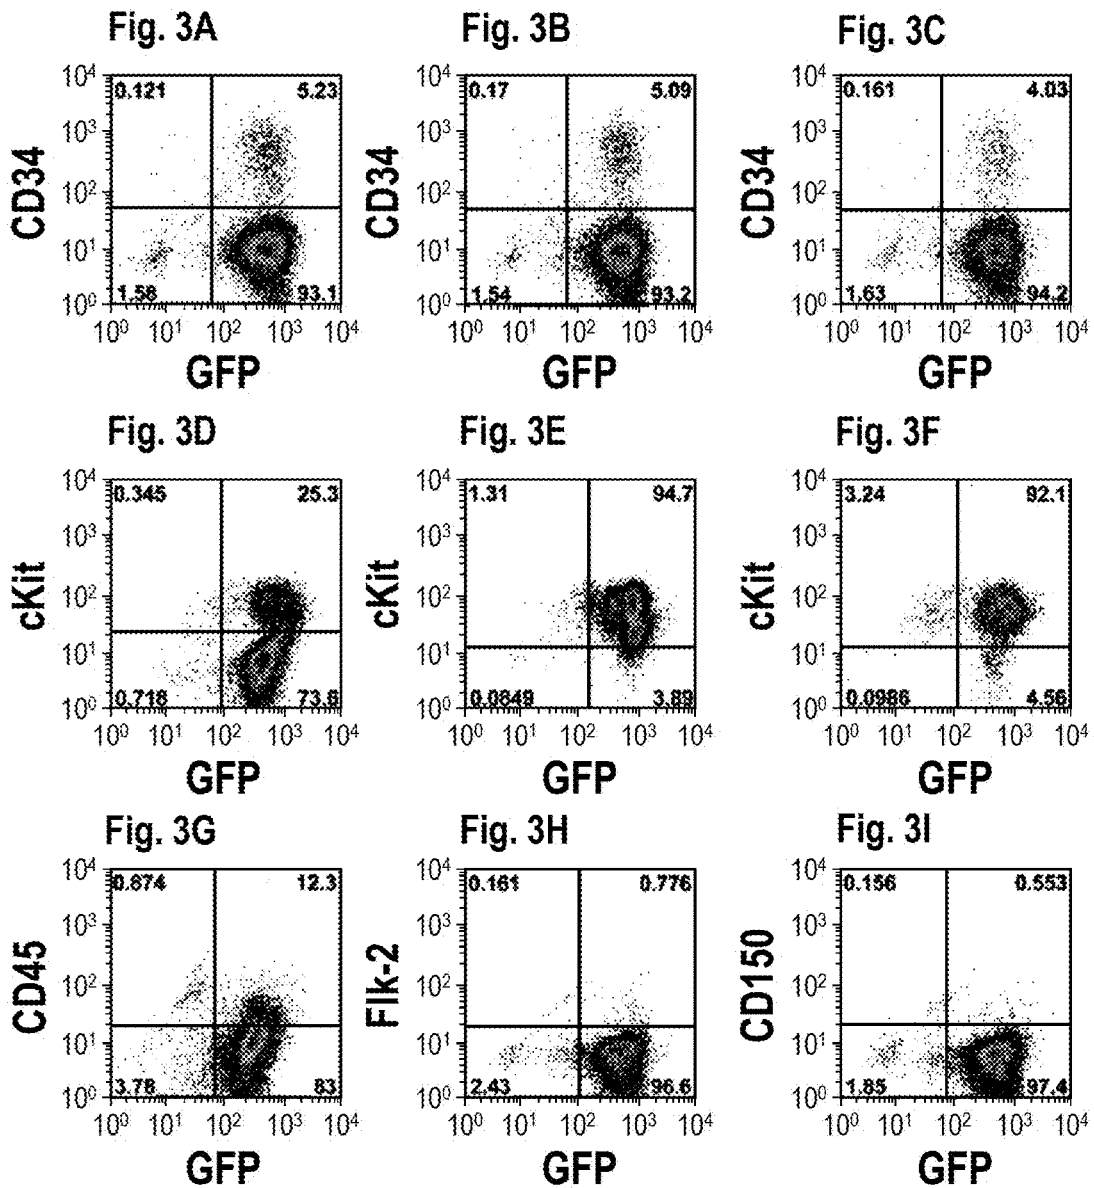 Fig. 3A
Fig. 3B
Fig. 3C
10⁴ 10³ 10² 10¹ 10⁰
CD34
0.121 5.23
1.58 93.1
10⁰ 10¹ 10² 10³ 10⁴
GFP
10⁴ 10³ 10² 10¹ 10⁰
CD34
0.17 5.09
1.54 93.2
10⁰ 10¹ 10² 10³ 10⁴
GFP
10⁴ 10³ 10² 10¹ 10⁰
CD34
0.161 4.03
1.63 94.2
10⁰ 10¹ 10² 10³ 10⁴
GFP
Fig. 3D
Fig. 3E
Fig. 3F
10⁴ 10³ 10² 10¹ 10⁰
cKit
0.345 25.3
0.716 73.6
10⁰ 10¹ 10² 10³ 10⁴
GFP
10⁴ 10³ 10² 10¹ 10⁰
cKit
1.31 94.7
0.0649 3.89
10⁰ 10¹ 10² 10³ 10⁴
GFP
10⁴ 10³ 10² 10¹ 10⁰
cKit
3.24 92.1
0.0986 4.56
10⁰ 10¹ 10² 10³ 10⁴
GFP
Fig. 3G
Fig. 3H
Fig. 3I
10⁴ 10³ 10² 10¹ 10⁰
CD45
0.674 12.3
3.78 83
10⁰ 10¹ 10² 10³ 10⁴
GFP
10⁴ 10³ 10² 10¹ 10⁰
Flk-2
0.161 0.776
2.43 96.6
10⁰ 10¹ 10² 10³ 10⁴
GFP
10⁴ 10³ 10² 10¹ 10⁰
CD150
0.156 0.553
1.85 97.4
10⁰ 10¹ 10² 10³ 10⁴
GFP